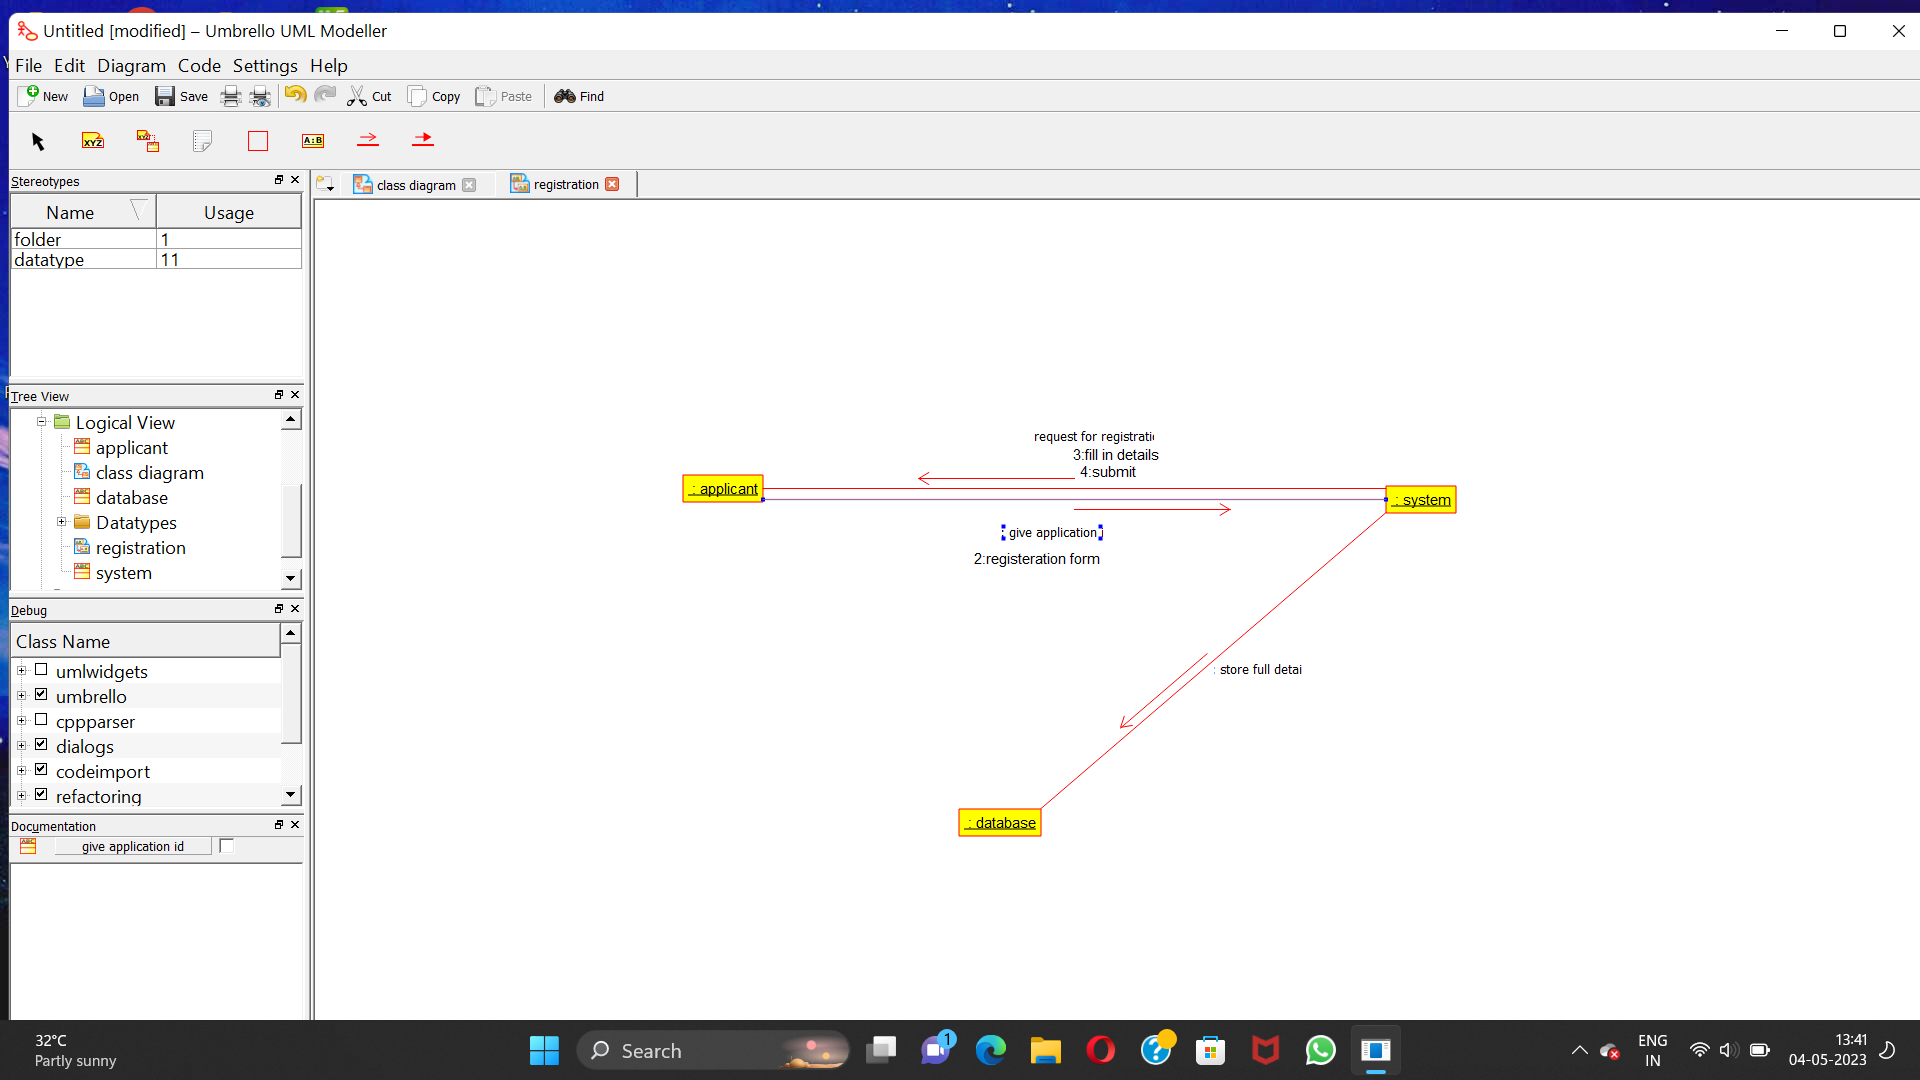 Untitled [modified] – Umbrello UML Modeller
File Edit Diagram Code Settings Help
New Open Save Cut Copy Paste Find
XYZ XYZ A:B
Stereotypes
class diagram registration
Name Usage
folder 1
datatype 11
Tree View
Logical View
applicant
class diagram
database
Datatypes
registration
system
request for registrati
3:fill in details
4:submit
: applicant
: system
: give application
2:registeration form
: store full detai
: database
Debug
Class Name
umlwidgets
umbrello
cppparser
dialogs
codeimport
refactoring
Documentation
give application id
32°C
Partly sunny
Search
1
ENG
IN
13:41
04-05-2023